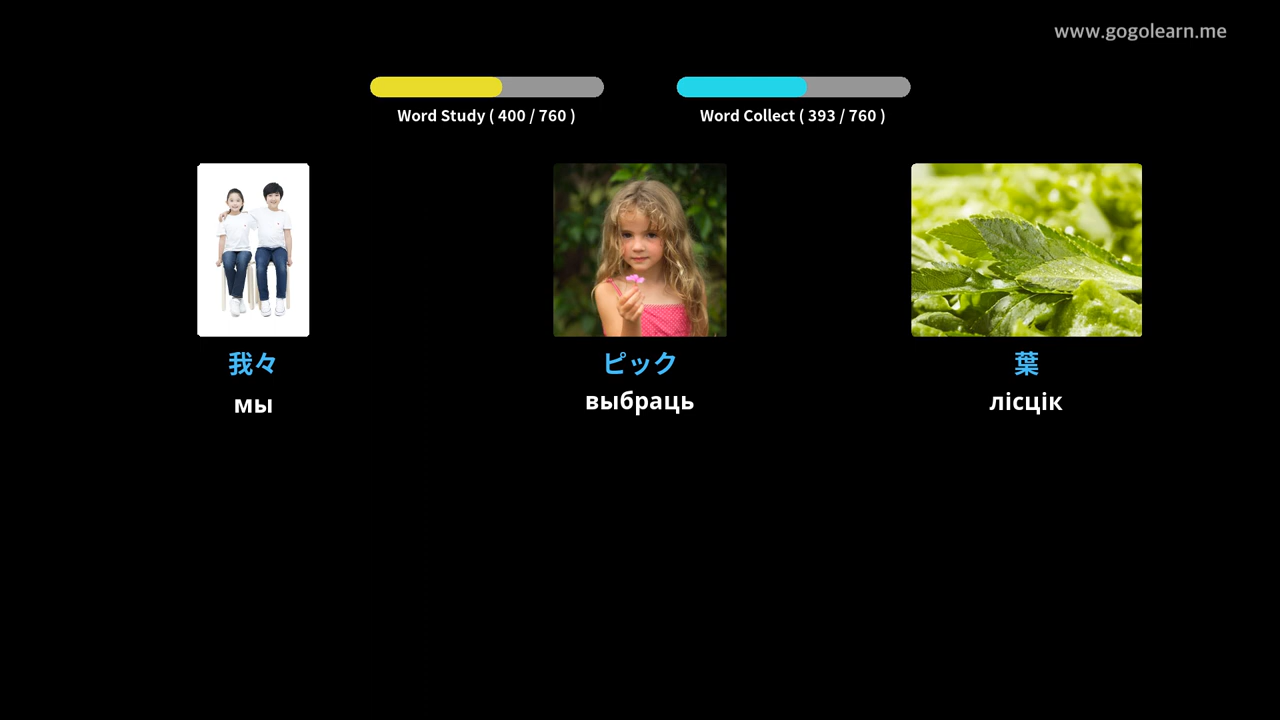 www.gogolearn.me
Word Study ( 400 / 760 )
Word Collect ( 393 / 760 )
我々
ピック
葉
мы
выбраць
лісцік